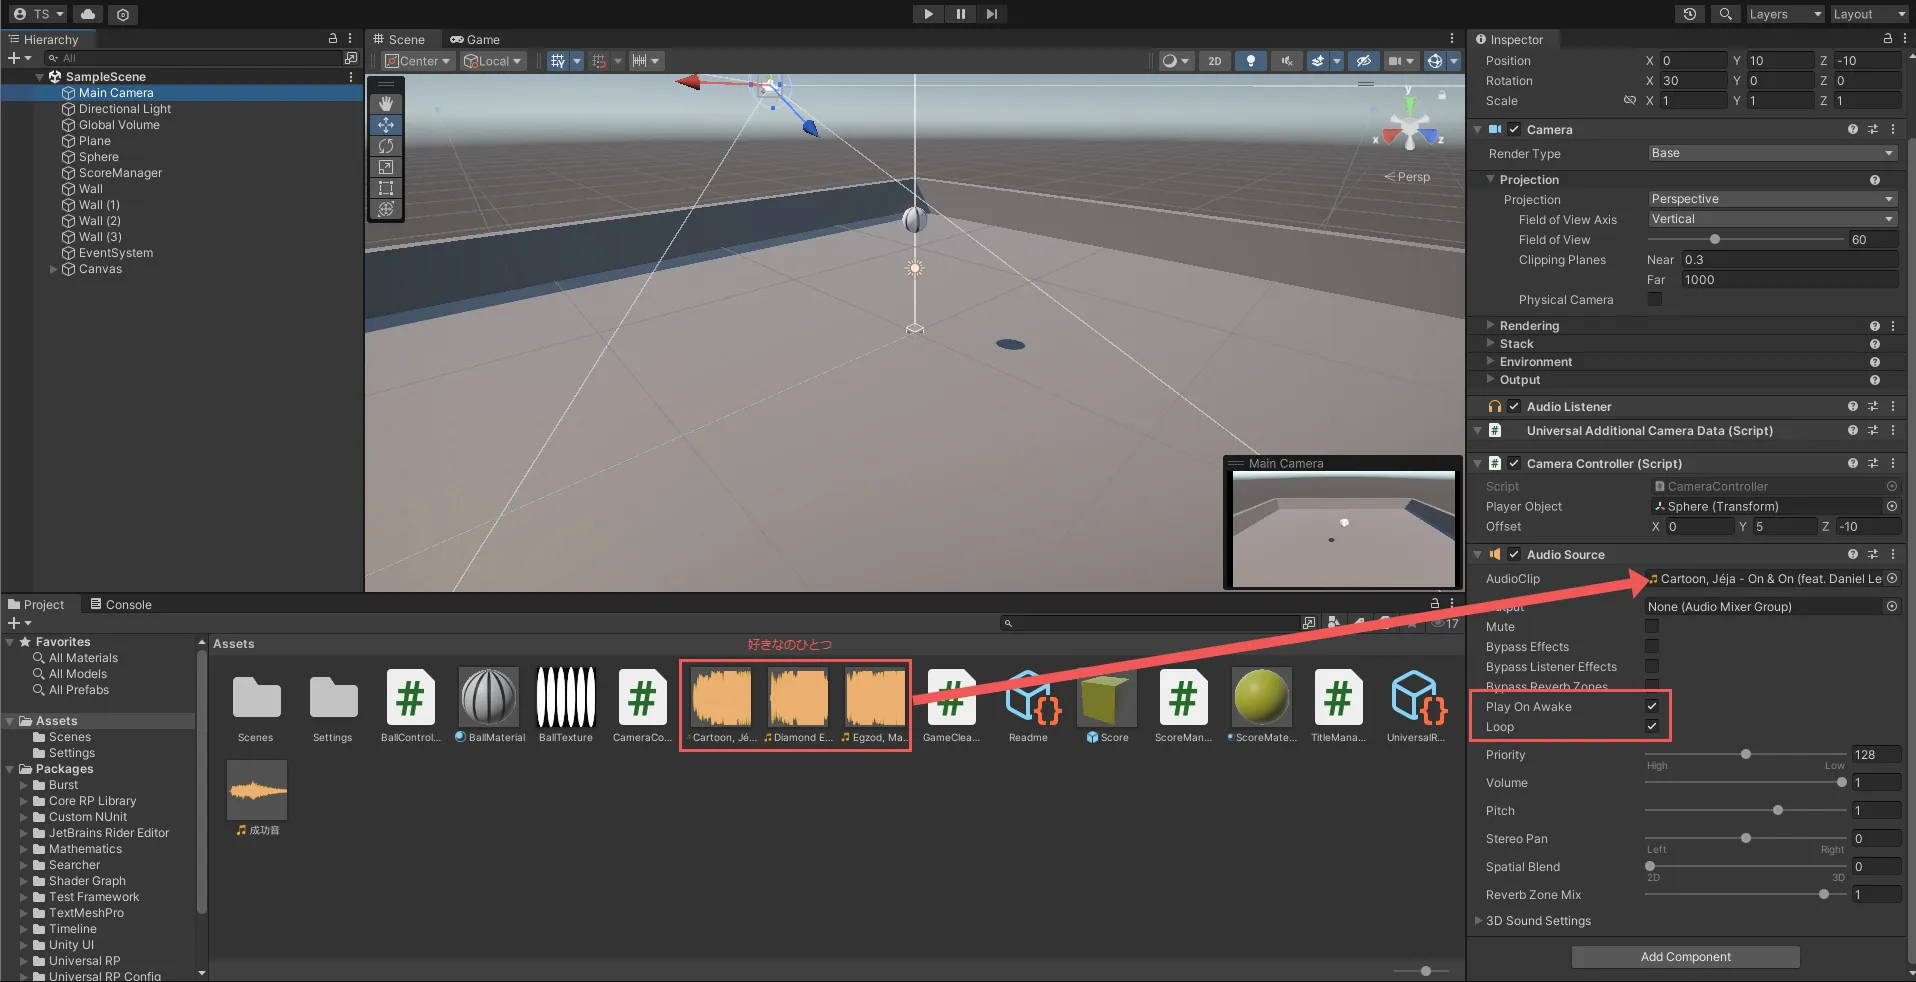 TS
Layers
Layout
Hierarchy
All
SampleScene
Main Camera
Directional Light
Global Volume
Plane
Sphere
ScoreManager
Wall
Wall (1)
Wall (2)
Wall (3)
EventSystem
Canvas
Scene
Game
Center
Local
2D
y
x
z
Persp
Main Camera
Project
Console
17
Favorites
All Materials
All Models
All Prefabs
Assets
Scenes
Settings
Packages
Burst
Core RP Library
Custom NUnit
JetBrains Rider Editor
Mathematics
Searcher
Shader Graph
Test Framework
TextMeshPro
Timeline
Unity UI
Universal RP
Universal RP Config
Assets
好きなのひとつ
Scenes
Settings
BallControl...
BallMaterial
BallTexture
CameraCo...
Cartoon, Jé...
Diamond E...
Egzod, Ma...
GameClea...
Readme
Score
ScoreMan...
ScoreMate...
TitleMana...
UniversalR...
成功音
Inspector
Position X 0 Y 10 Z -10
Rotation X 30 Y 0 Z 0
Scale X 1 Y 1 Z 1
Camera
Render Type Base
Projection
Projection Perspective
Field of View Axis Vertical
Field of View 60
Clipping Planes Near 0.3
Far 1000
Physical Camera
Rendering
Stack
Environment
Output
Audio Listener
Universal Additional Camera Data (Script)
Camera Controller (Script)
Script CameraController
Player Object Sphere (Transform)
Offset X 0 Y 5 Z -10
Audio Source
AudioClip Cartoon, Jéja - On & On (feat. Daniel Le
Output None (Audio Mixer Group)
Mute
Bypass Effects
Bypass Listener Effects
Bypass Reverb Zones
Play On Awake
Loop
Priority 128
High Low
Volume 1
Pitch 1
Stereo Pan 0
Left Right
Spatial Blend 0
2D 3D
Reverb Zone Mix 1
3D Sound Settings
Add Component